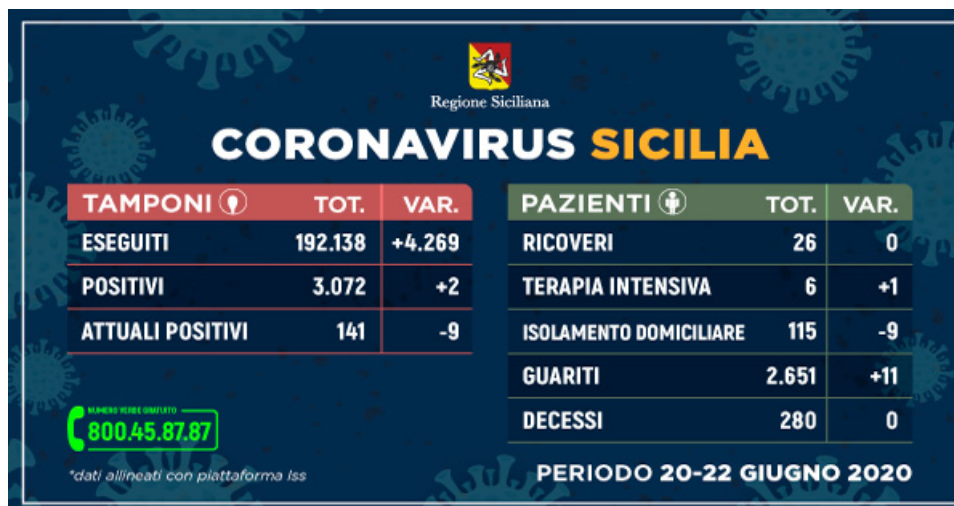 Regione Siciliana
CORONAVIRUS SICILIA
TAMPONI TOT. VAR.
ESEGUITI 192.138 +4.269
POSITIVI 3.072 +2
ATTUALI POSITIVI 141 -9
PAZIENTI TOT. VAR.
RICOVERI 26 0
TERAPIA INTENSIVA 6 +1
ISOLAMENTO DOMICILIARE 115 -9
GUARITI 2.651 +11
DECESSI 280 0
NUMERO VERDE GRATUITO
800.45.87.87
*dati allineati con piattaforma Iss
PERIODO 20-22 GIUGNO 2020